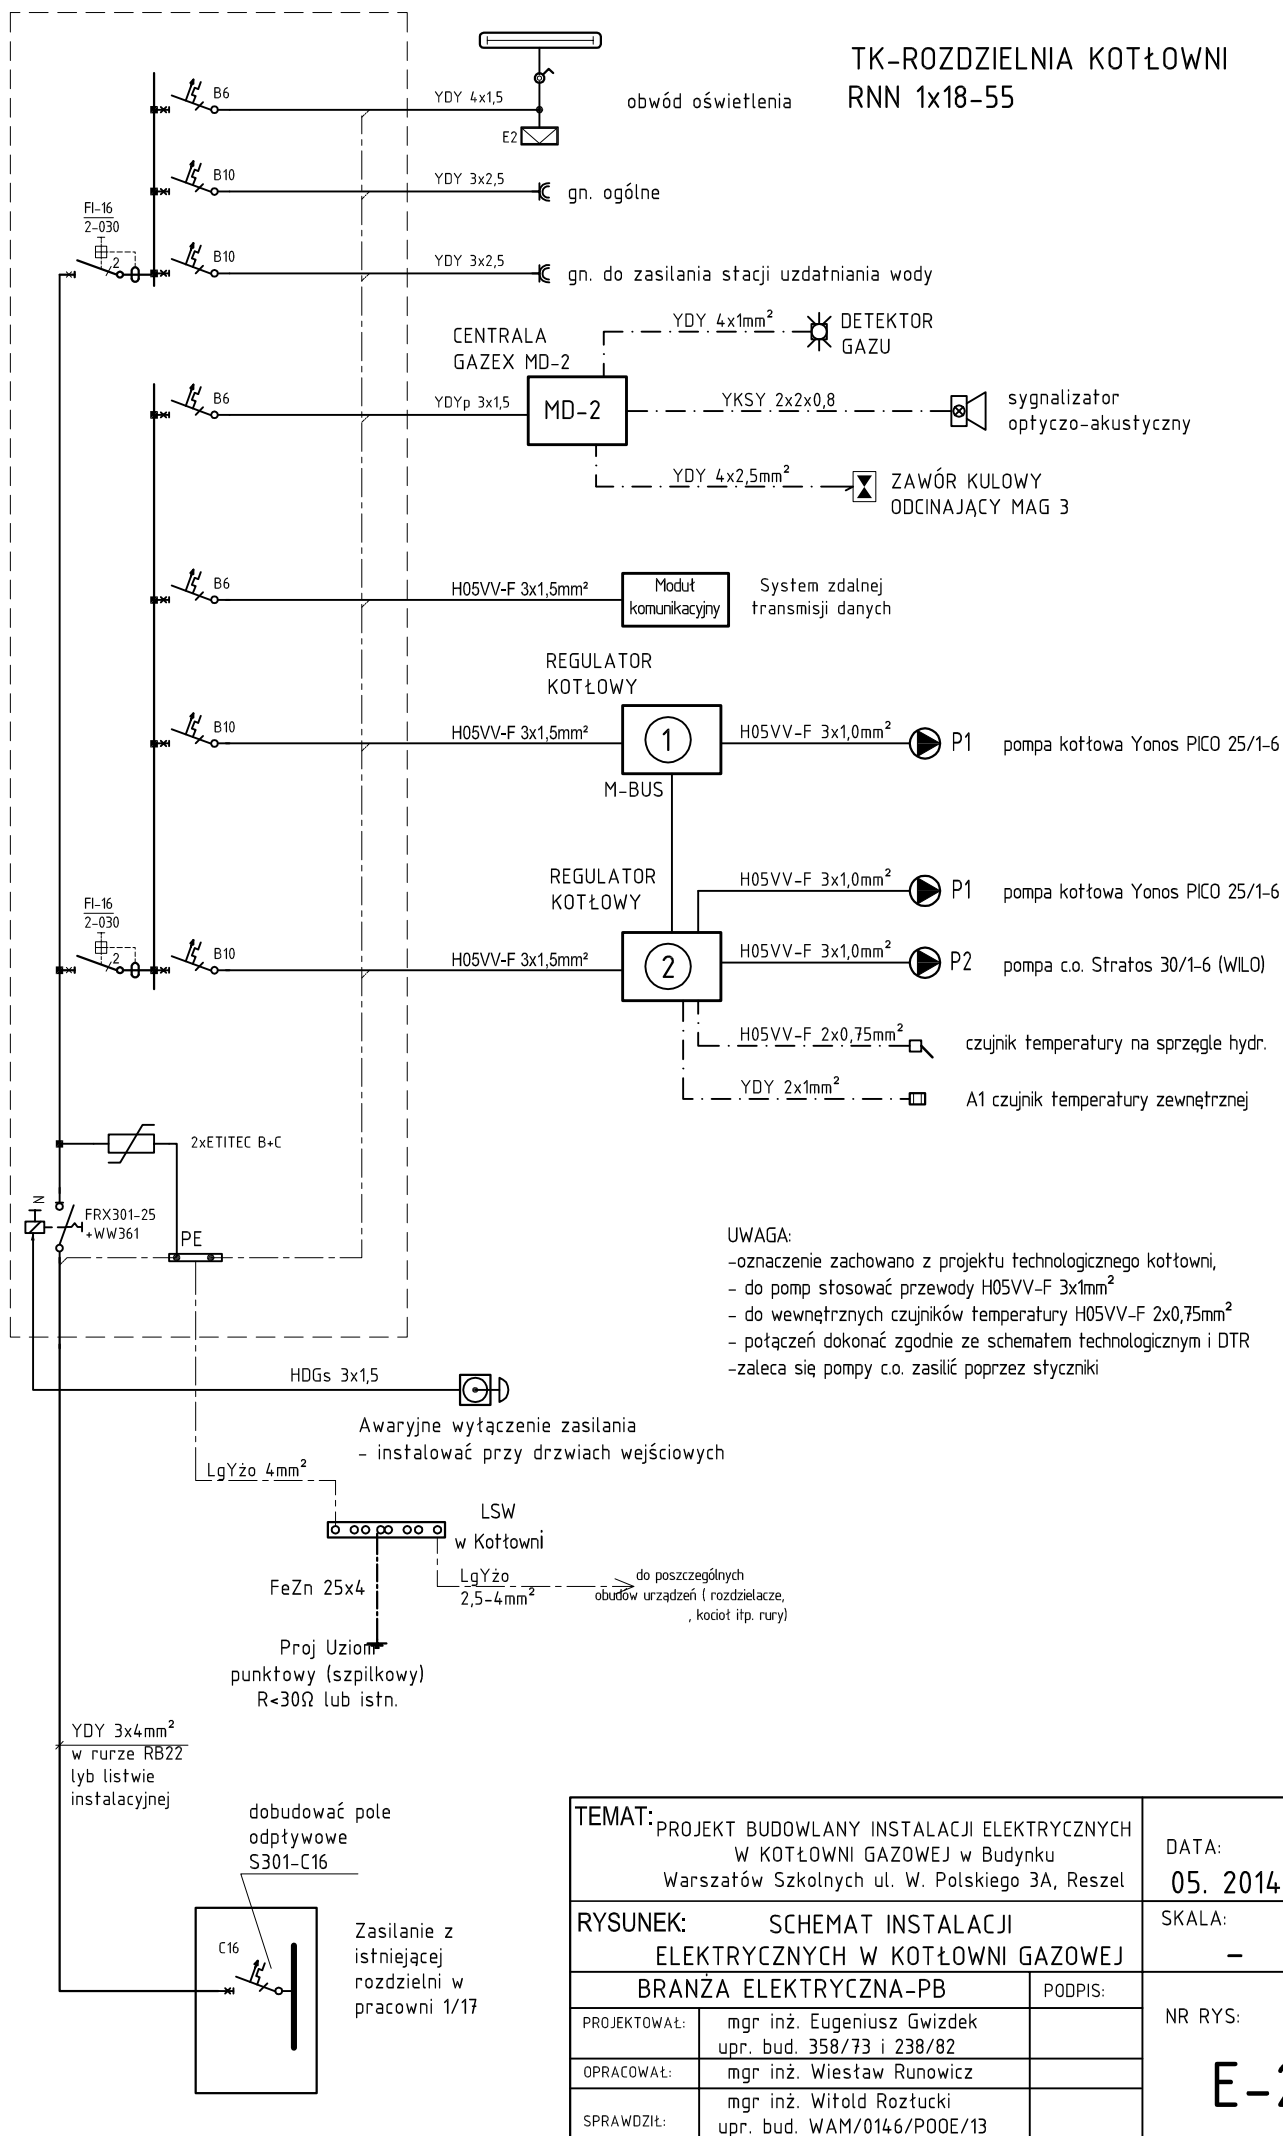 TK-ROZDZIELNIA KOTŁOWNI
RNN 1x18-55
B6
YDY 4x1,5
obwód oświetlenia
E2
B10
YDY 3x2,5
gn. ogólne
FI-16
2-030
2
B10
YDY 3x2,5
gn. do zasilania stacji uzdatniania wody
CENTRALA
GAZEX MD-2
YDY 4x1mm²
DETEKTOR
GAZU
B6
YDYp 3x1,5
MD-2
YKSY 2x2x0,8
sygnalizator
optyczo-akustyczny
YDY 4x2,5mm²
ZAWÓR KULOWY
ODCINAJĄCY MAG 3
B6
H05VV-F 3x1,5mm²
Moduł
komunikacyjny
System zdalnej
transmisji danych
REGULATOR
KOTŁOWY
B10
H05VV-F 3x1,5mm²
1
H05VV-F 3x1,0mm²
P1
pompa kotłowa Yonos PICO 25/1-6
M-BUS
REGULATOR
KOTŁOWY
H05VV-F 3x1,0mm²
P1
pompa kotłowa Yonos PICO 25/1-6
FI-16
2-030
2
B10
H05VV-F 3x1,5mm²
2
H05VV-F 3x1,0mm²
P2
pompa c.o. Stratos 30/1-6 (WILO)
H05VV-F 2x0,75mm²
czujnik temperatury na sprzęgle hydr.
YDY 2x1mm²
A1 czujnik temperatury zewnętrznej
2xETITEC B+C
N
FRX301-25
+WW361
PE
UWAGA:
-oznaczenie zachowano z projektu technologicznego kotłowni,
- do pomp stosować przewody H05VV-F 3x1mm²
- do wewnętrznych czujników temperatury H05VV-F 2x0,75mm²
- połączeń dokonać zgodnie ze schematem technologicznym i DTR
-zaleca się pompy c.o. zasilić poprzez styczniki
HDGs 3x1,5
Awaryjne wyłączenie zasilania
- instalować przy drzwiach wejściowych
LgYżo 4mm²
LSW
w Kotłowni
FeZn 25x4
LgYżo
2,5-4mm²
do poszczególnych
obudów urządzeń ( rozdzielacze,
, kocioł itp. rury)
Proj Uziom
punktowy (szpilkowy)
R<30Ω lub istn.
YDY 3x4mm²
w rurze RB22
lyb listwie
instalacyjnej
dobudować pole
odpływowe
S301-C16
C16
Zasilanie z
istniejącej
rozdzielni w
pracowni 1/17
TEMAT: PROJEKT BUDOWLANY INSTALACJI ELEKTRYCZNYCH
W KOTŁOWNI GAZOWEJ w Budynku
Warszatów Szkolnych ul. W. Polskiego 3A, Reszel
DATA:
05. 2014
RYSUNEK: SCHEMAT INSTALACJI
ELEKTRYCZNYCH W KOTŁOWNI GAZOWEJ
SKALA:
-
BRANŻA ELEKTRYCZNA-PB
PODPIS:
NR RYS:
E-2
PROJEKTOWAŁ:
mgr inż. Eugeniusz Gwizdek
upr. bud. 358/73 i 238/82
OPRACOWAŁ:
mgr inż. Wiesław Runowicz
SPRAWDZIŁ:
mgr inż. Witold Rozłucki
upr. bud. WAM/0146/POOE/13